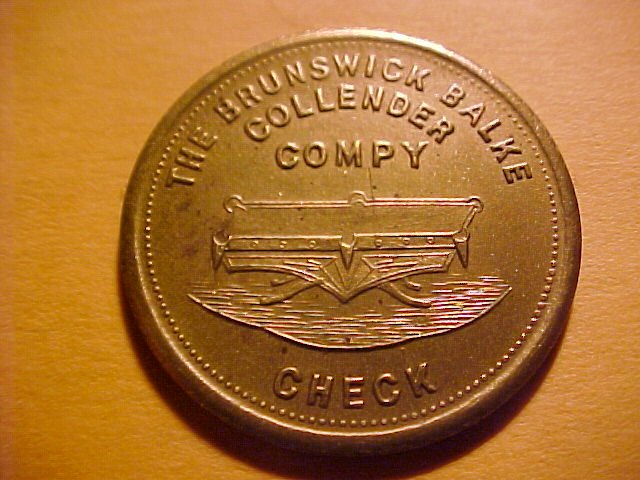 THE BRUNSWICK BALKE
COLLENDER
COMPY
CHECK